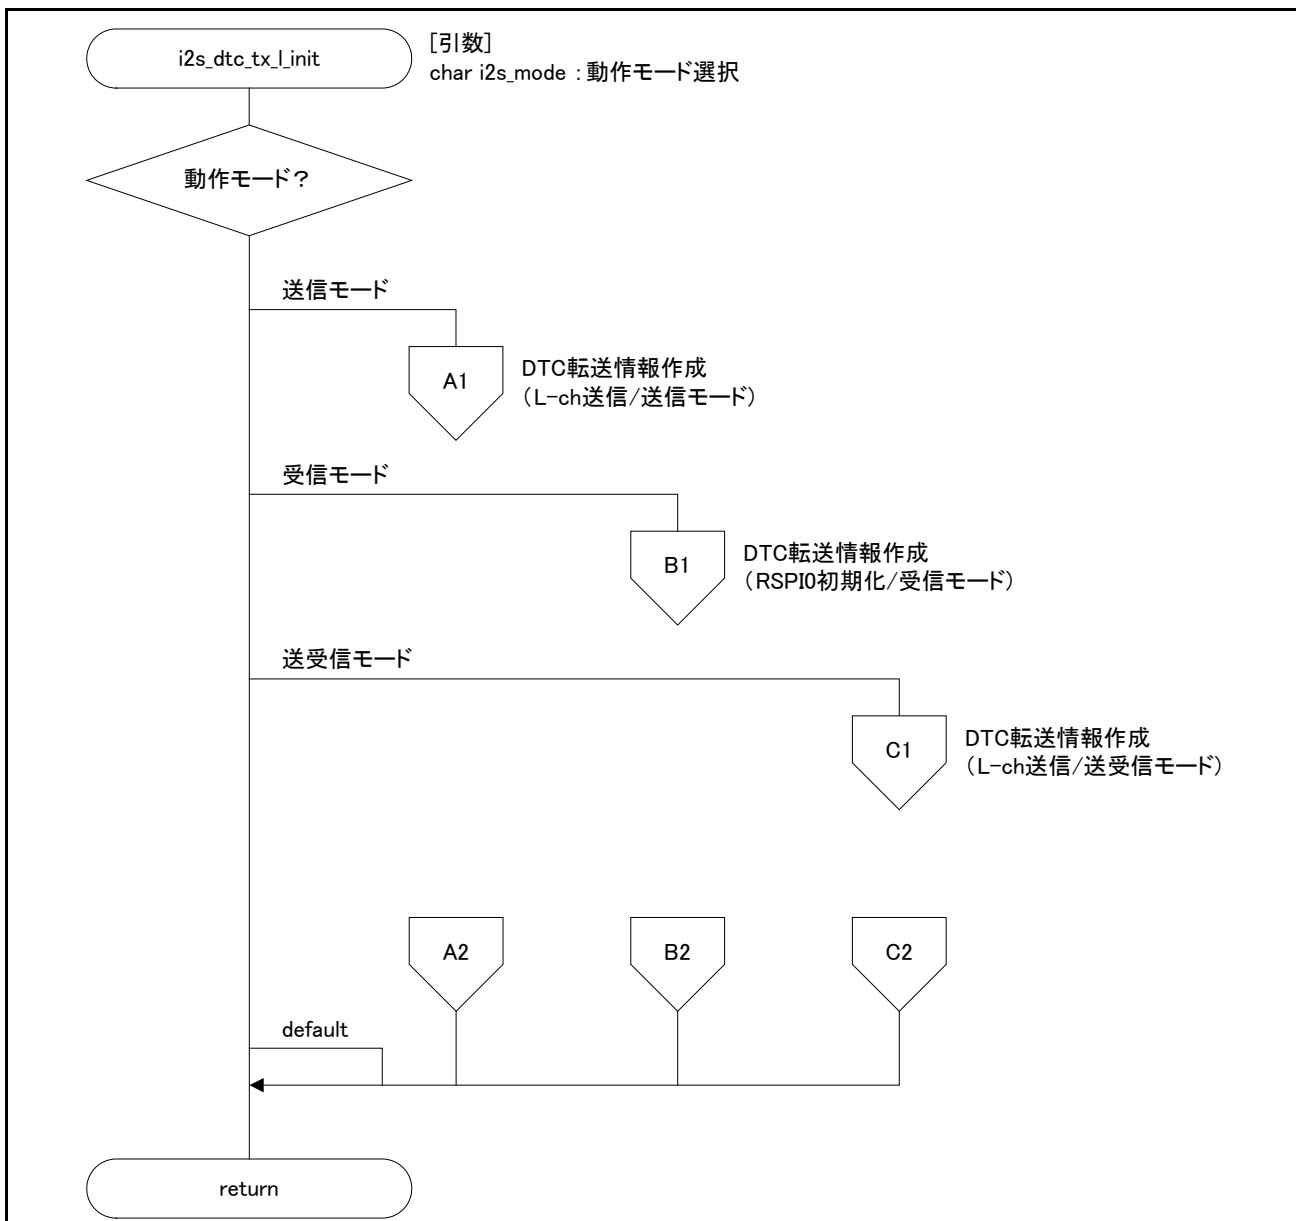 i2s_dtc_tx_l_init
[引数]
char i2s_mode : 動作モード選択
動作モード?
送信モード
A1
DTC転送情報作成
(L-ch送信/送信モード)
受信モード
B1
DTC転送情報作成
(RSPI0初期化/受信モード)
送受信モード
C1
DTC転送情報作成
(L-ch送信/送受信モード)
A2
B2
C2
default
return